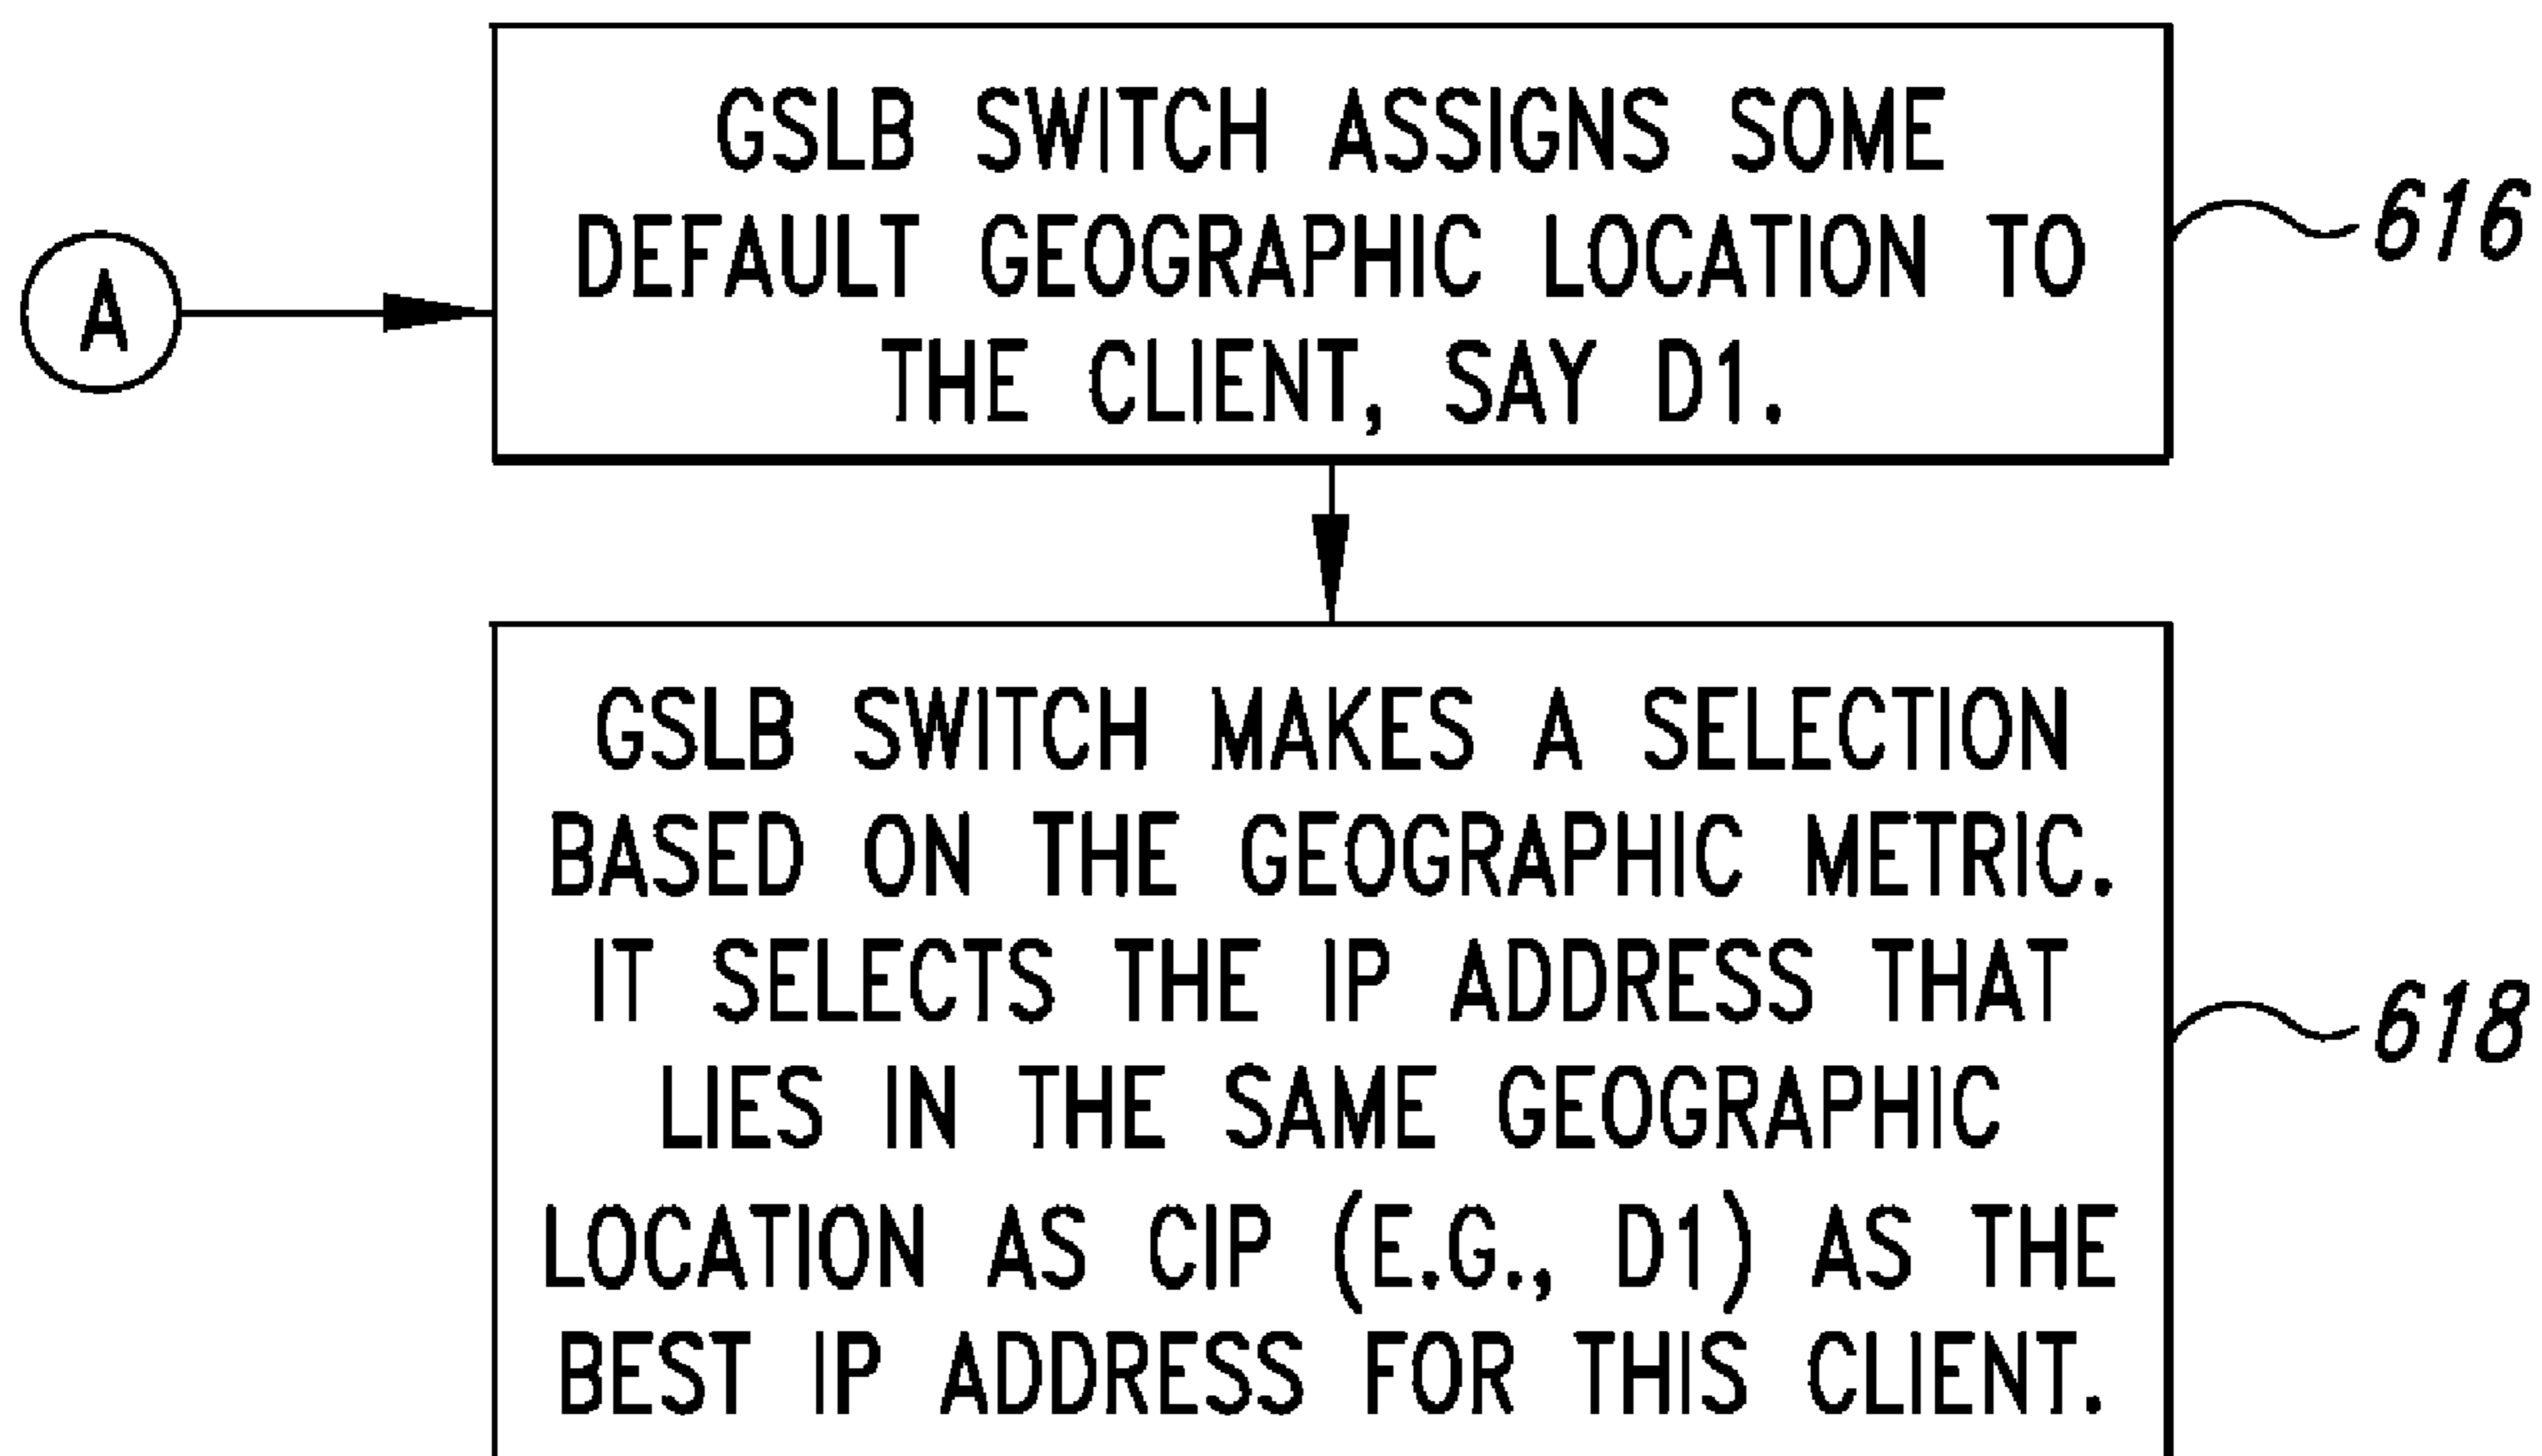 A
GSLB SWITCH ASSIGNS SOME
DEFAULT GEOGRAPHIC LOCATION TO
THE CLIENT, SAY D1.
616
GSLB SWITCH MAKES A SELECTION
BASED ON THE GEOGRAPHIC METRIC.
IT SELECTS THE IP ADDRESS THAT
LIES IN THE SAME GEOGRAPHIC
LOCATION AS CIP (E.G., D1) AS THE
BEST IP ADDRESS FOR THIS CLIENT.
618